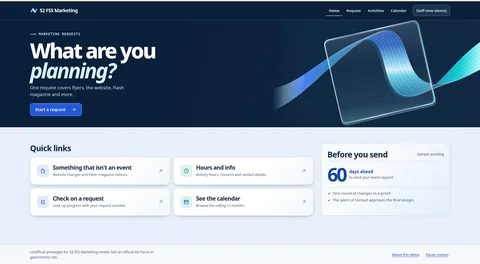 52 FSS Marketing
Home Request Activities Calendar Staff view (demo)
MARKETING REQUESTS
What are you
planning?
One request covers flyers, the website, Flash
magazine and more.
Start a request →
Quick links
Something that isn't an event
Website changes and Flash magazine notices.
Hours and info
Activity hours, closures and contact details.
Check on a request
Look up progress with your request number.
See the calendar
Browse the rolling 12 months.
Before you send
Sample wording
60 days ahead
to send your event request
✓ One round of changes to a proof.
✓ The point of contact approves the final design.
Unofficial prototype for 52 FSS Marketing review. Not an official Air Force or
government site.
About this demo Pause motion